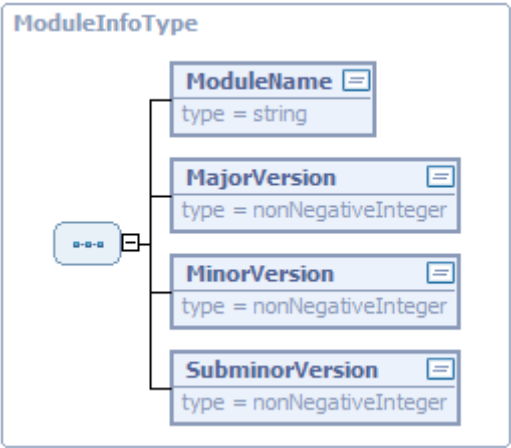 ModuleInfoType
ModuleName
type = string
MajorVersion
type = nonNegativeInteger
MinorVersion
type = nonNegativeInteger
SubminorVersion
type = nonNegativeInteger